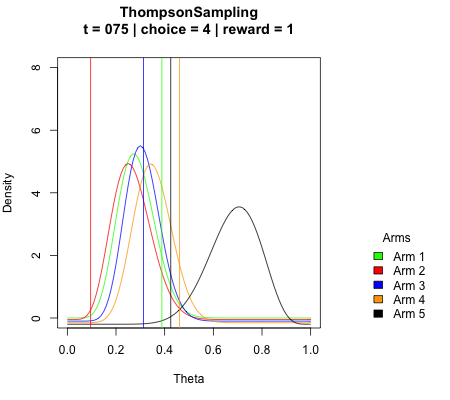 ThompsonSampling
t = 075 | choice = 4 | reward = 1
8
6
4
2
0
Density
0.0 0.2 0.4 0.6 0.8 1.0
Theta
Arms
Arm 1
Arm 2
Arm 3
Arm 4
Arm 5